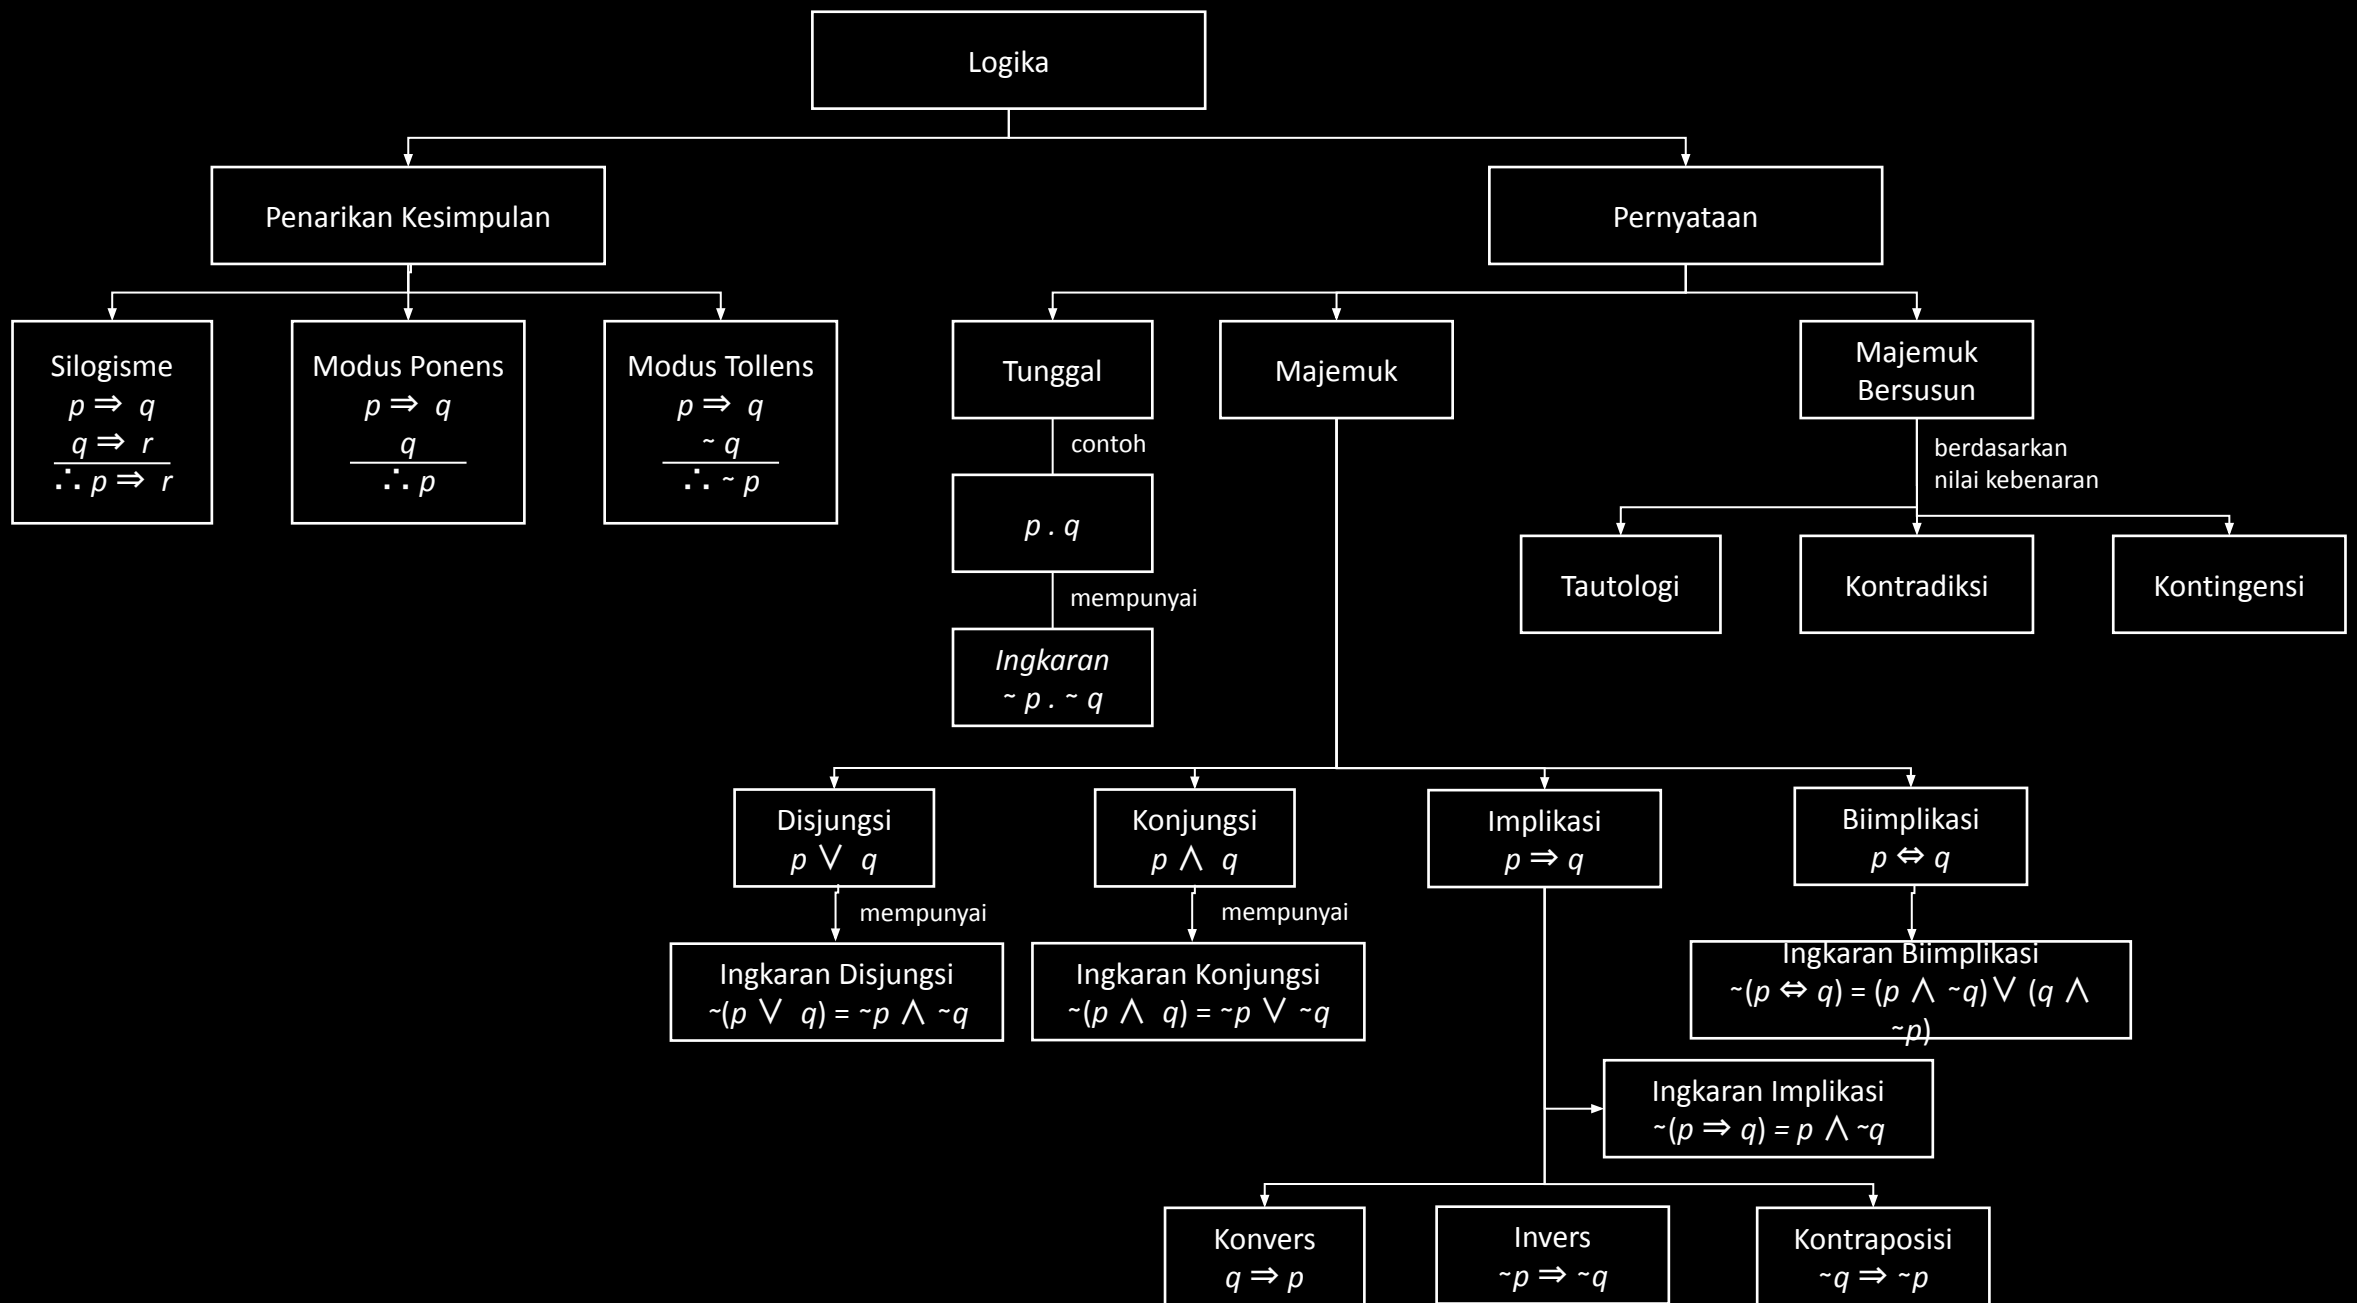 Logika
Penarikan Kesimpulan
Pernyataan
Silogisme
p ⇒ q
q ⇒ r
∴ p ⇒ r
Modus Ponens
p ⇒ q
q
∴ p
Modus Tollens
p ⇒ q
~ q
∴ ~ p
Tunggal
Majemuk
Majemuk
Bersusun
contoh
berdasarkan
nilai kebenaran
p . q
mempunyai
Ingkaran
~ p . ~ q
Tautologi
Kontradiksi
Kontingensi
Disjungsi
p ∨ q
Konjungsi
p ∧ q
Implikasi
p ⇒ q
Biimplikasi
p ⇔ q
mempunyai
mempunyai
Ingkaran Disjungsi
~(p ∨ q) = ~p ∧ ~q
Ingkaran Konjungsi
~(p ∧ q) = ~p ∨ ~q
Ingkaran Biimplikasi
~(p ⇔ q) = (p ∧ ~q) ∨ (q ∧
~p)
Ingkaran Implikasi
~(p ⇒ q) = p ∧ ~q
Konvers
q ⇒ p
Invers
~p ⇒ ~q
Kontraposisi
~q ⇒ ~p